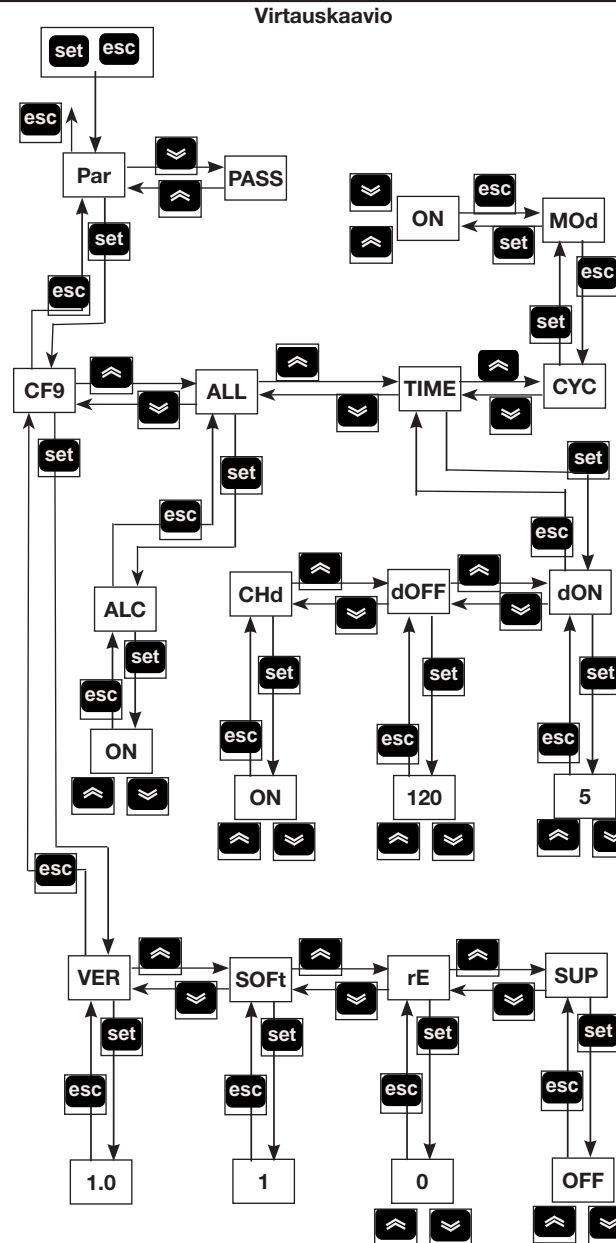 Virtauskaavio
set esc
esc
Par
PASS
set
esc
ON
esc
MOd
set
esc
set
CF9
ALL
TIME
CYC
set
set
set
esc
esc
ALC
CHd
dOFF
dON
set
set
set
set
esc
esc
esc
esc
ON
ON
120
5
esc
VER
SOFt
rE
SUP
set
set
set
set
esc
esc
esc
esc
1.0
1
0
OFF